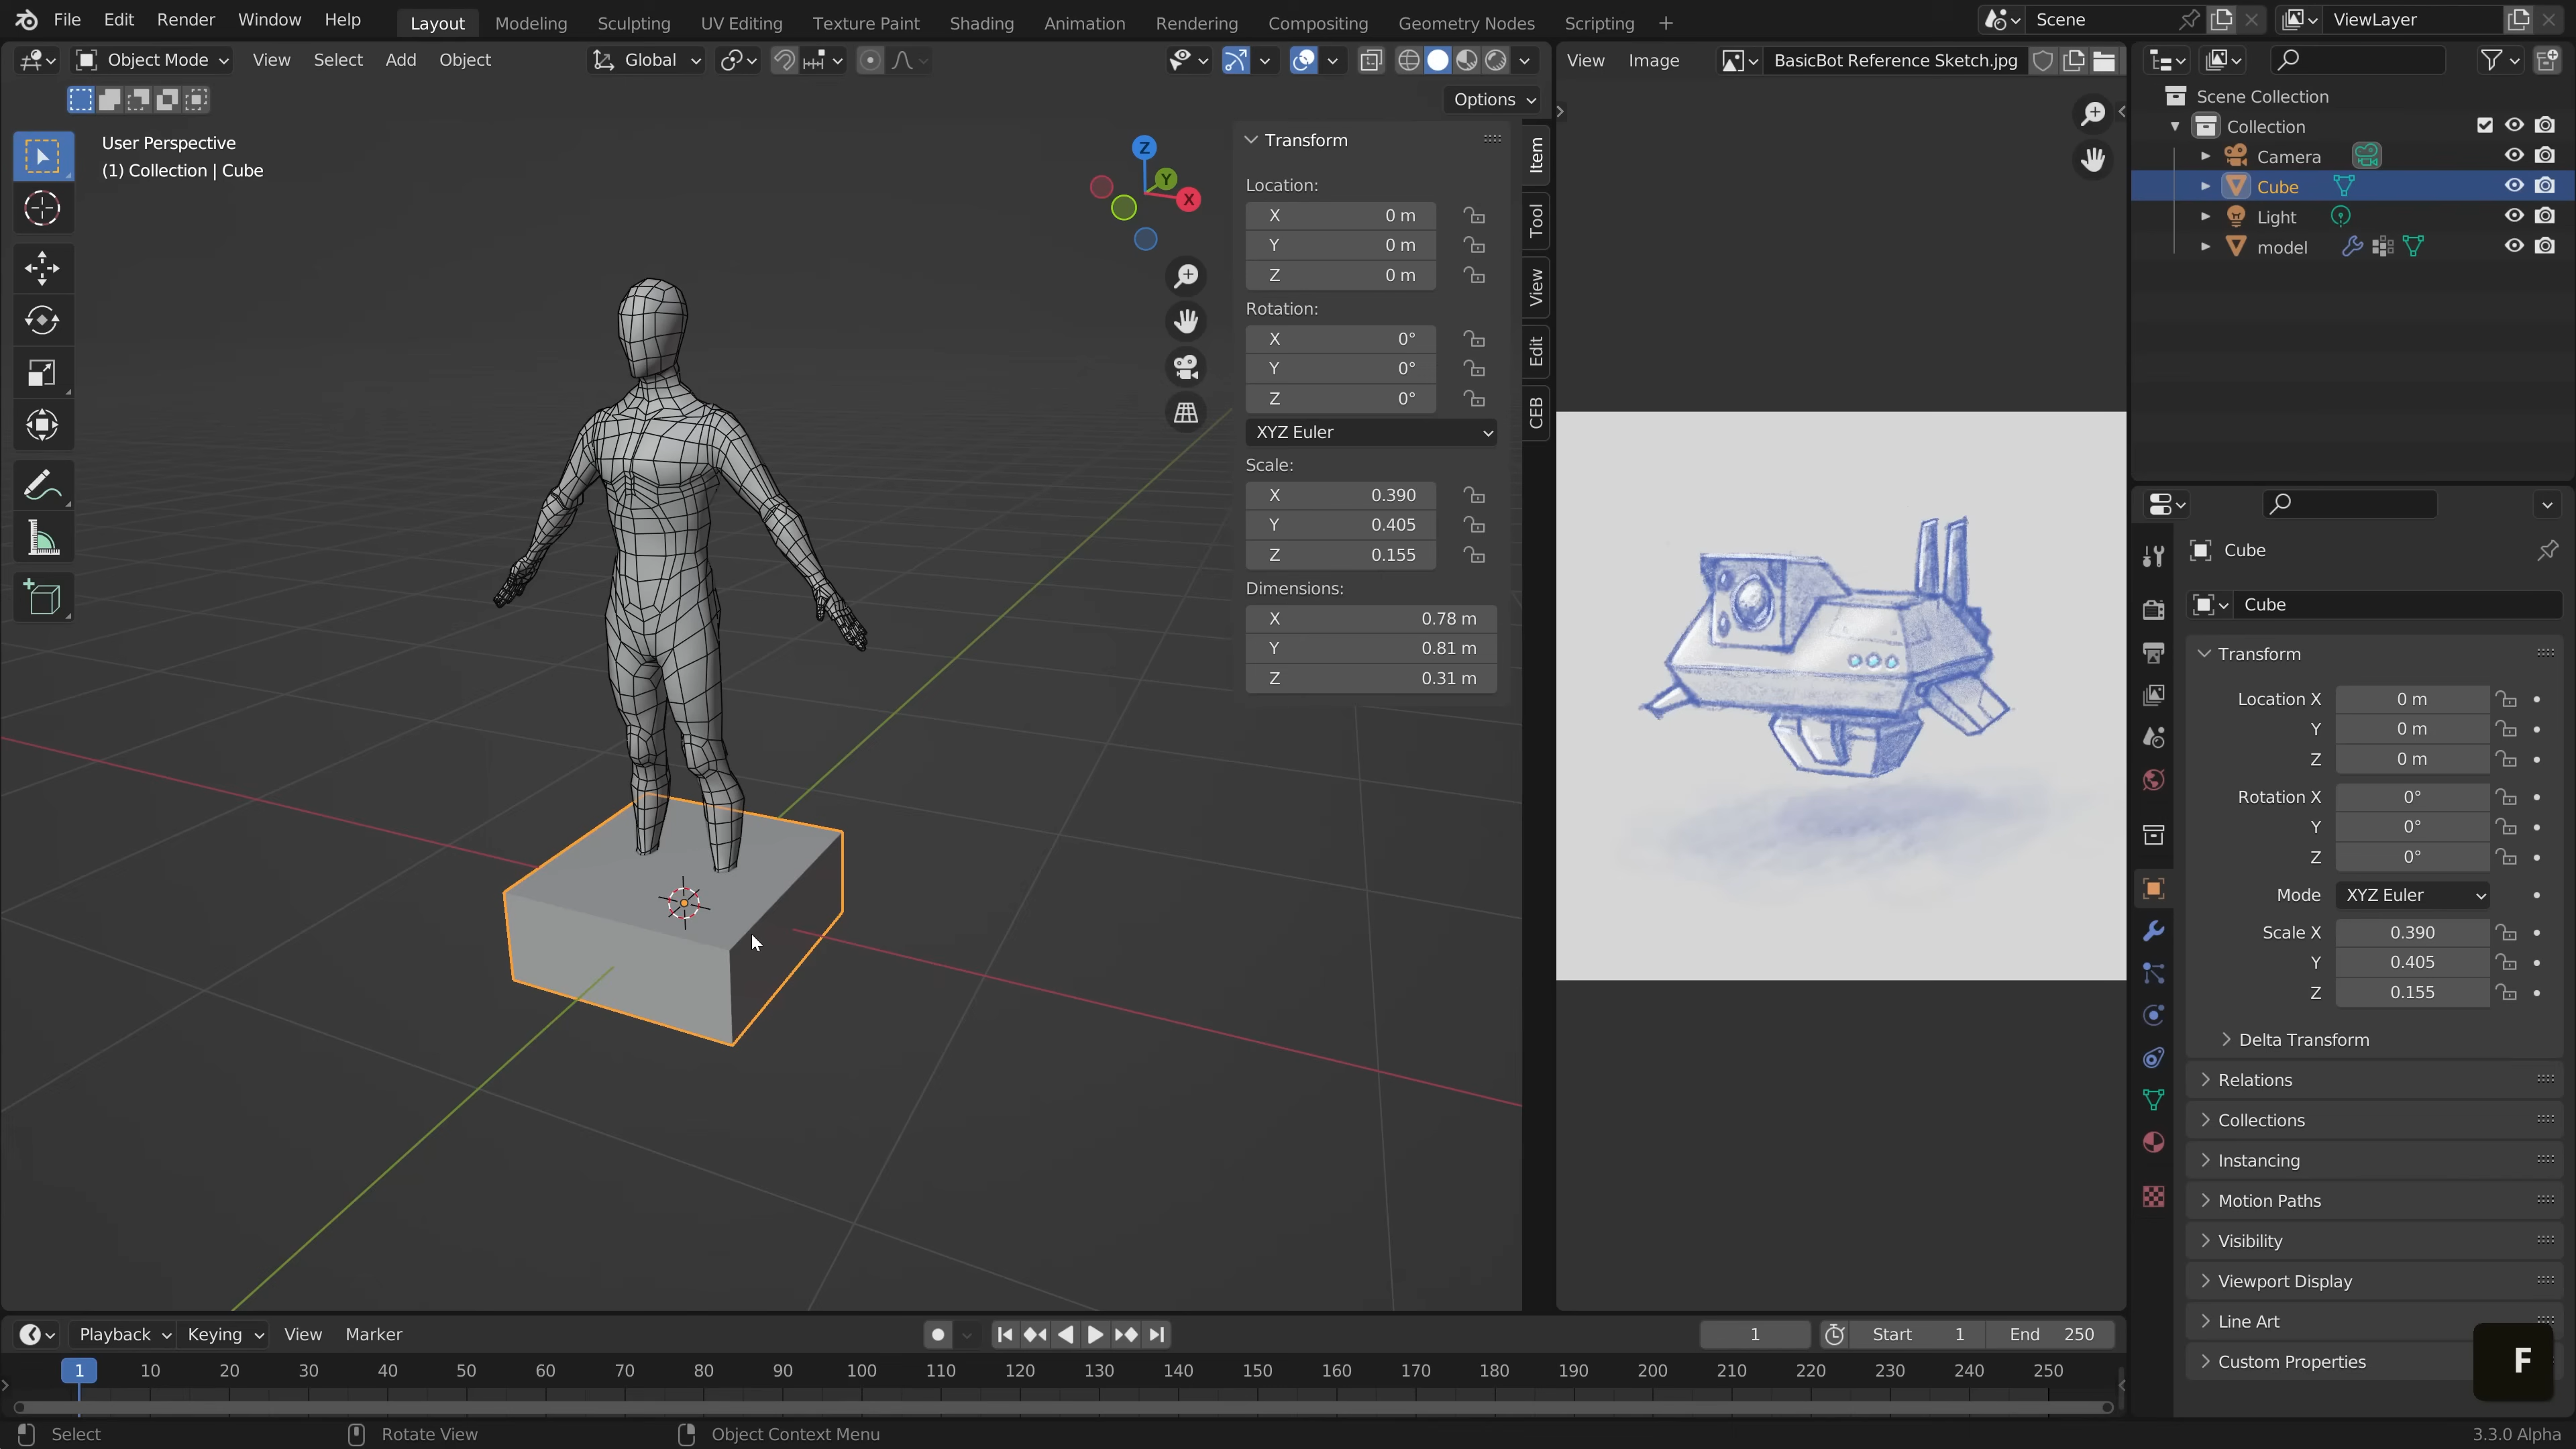 File Edit Render Window Help Layout Modeling Sculpting UV Editing Texture Paint Shading Animation Rendering Compositing Geometry Nodes Scripting + Scene ViewLayer
Object Mode View Select Add Object Global View Image BasicBot Reference Sketch.jpg
Options
User Perspective
(1) Collection | Cube
Z
Y
X
Transform
Location:
X 0 m
Y 0 m
Z 0 m
Rotation:
X 0°
Y 0°
Z 0°
XYZ Euler
Scale:
X 0.390
Y 0.405
Z 0.155
Dimensions:
X 0.78 m
Y 0.81 m
Z 0.31 m
Item
Tool
View
Edit
CEB
Scene Collection
Collection
Camera
Cube
Light
model
Cube
Cube
Transform
Location X 0 m
Y 0 m
Z 0 m
Rotation X 0°
Y 0°
Z 0°
Mode XYZ Euler
Scale X 0.390
Y 0.405
Z 0.155
Delta Transform
Relations
Collections
Instancing
Motion Paths
Visibility
Viewport Display
Line Art
Custom Properties
F
Playback Keying View Marker 1 Start 1 End 250
1 10 20 30 40 50 60 70 80 90 100 110 120 130 140 150 160 170 180 190 200 210 220 230 240 250
Select Rotate View Object Context Menu 3.3.0 Alpha